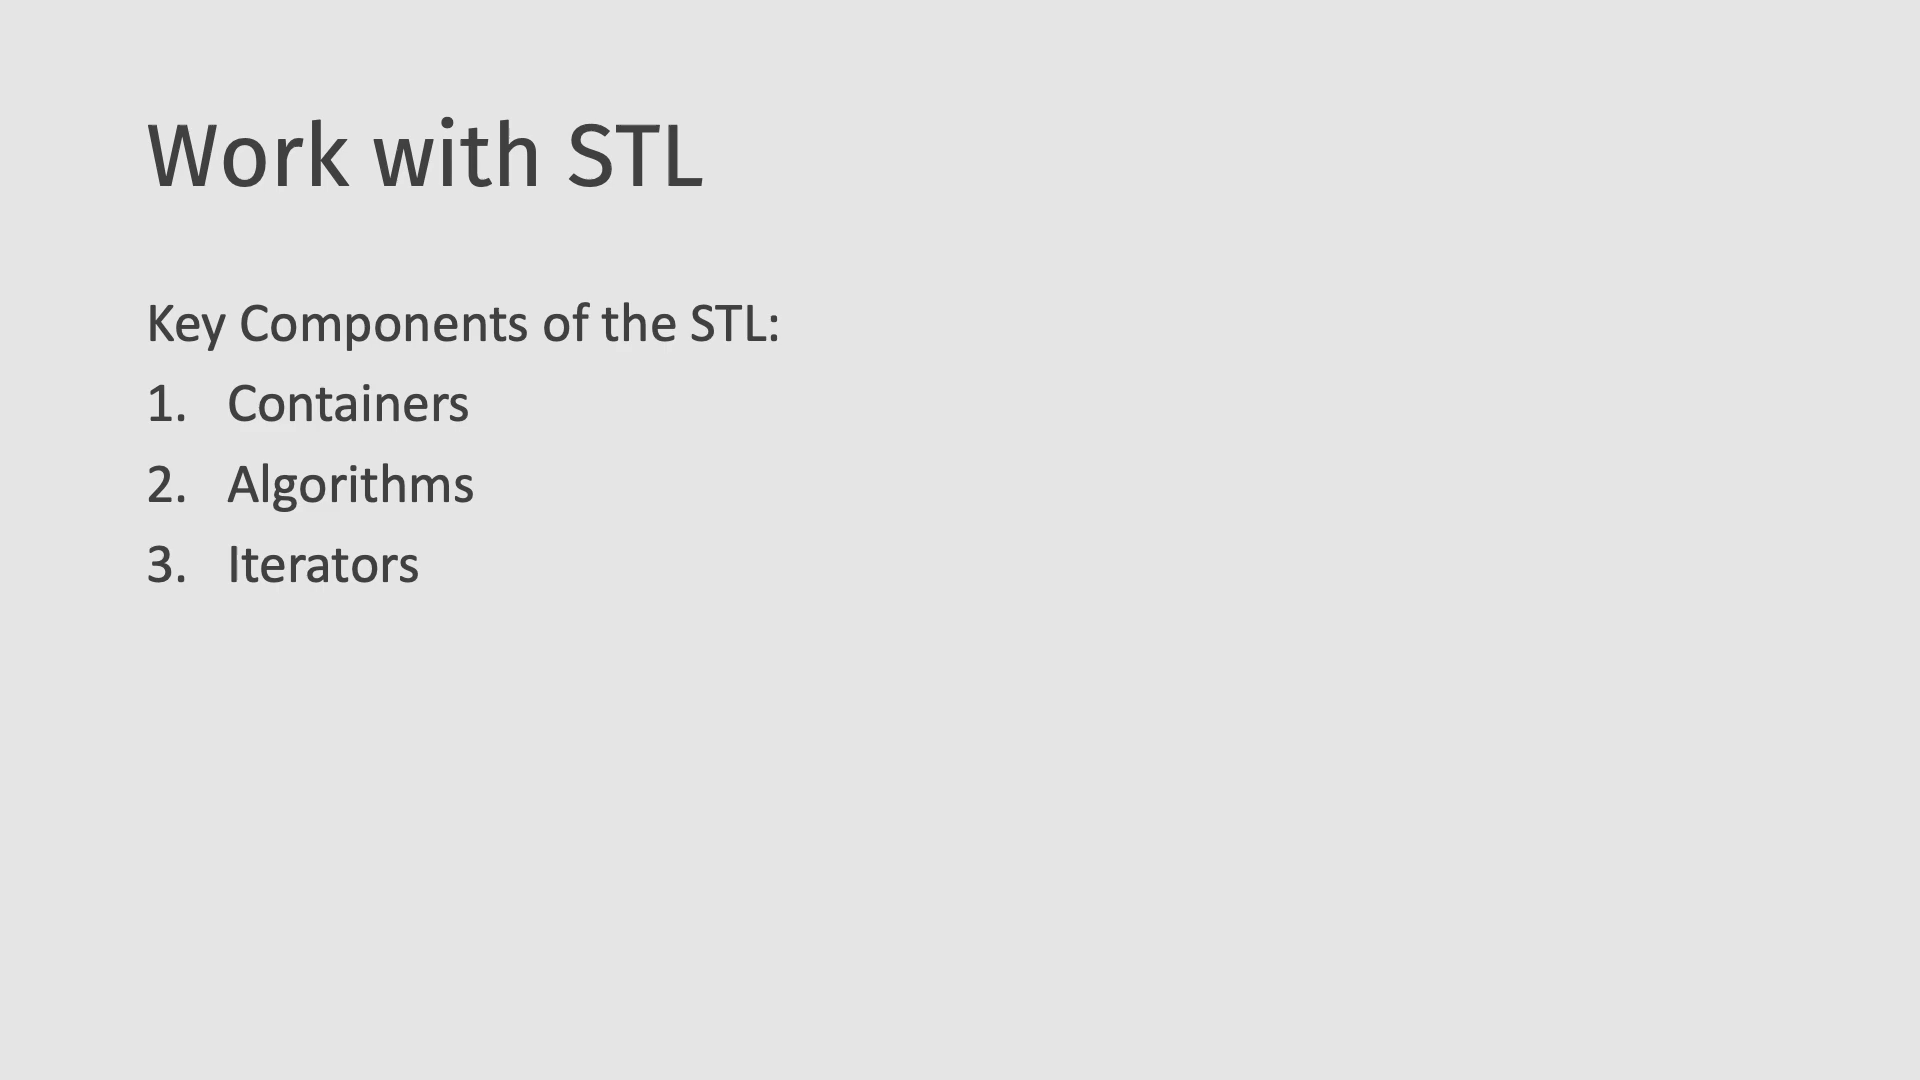 Work with STL
Key Components of the STL:
1. Containers
2. Algorithms
3. Iterators